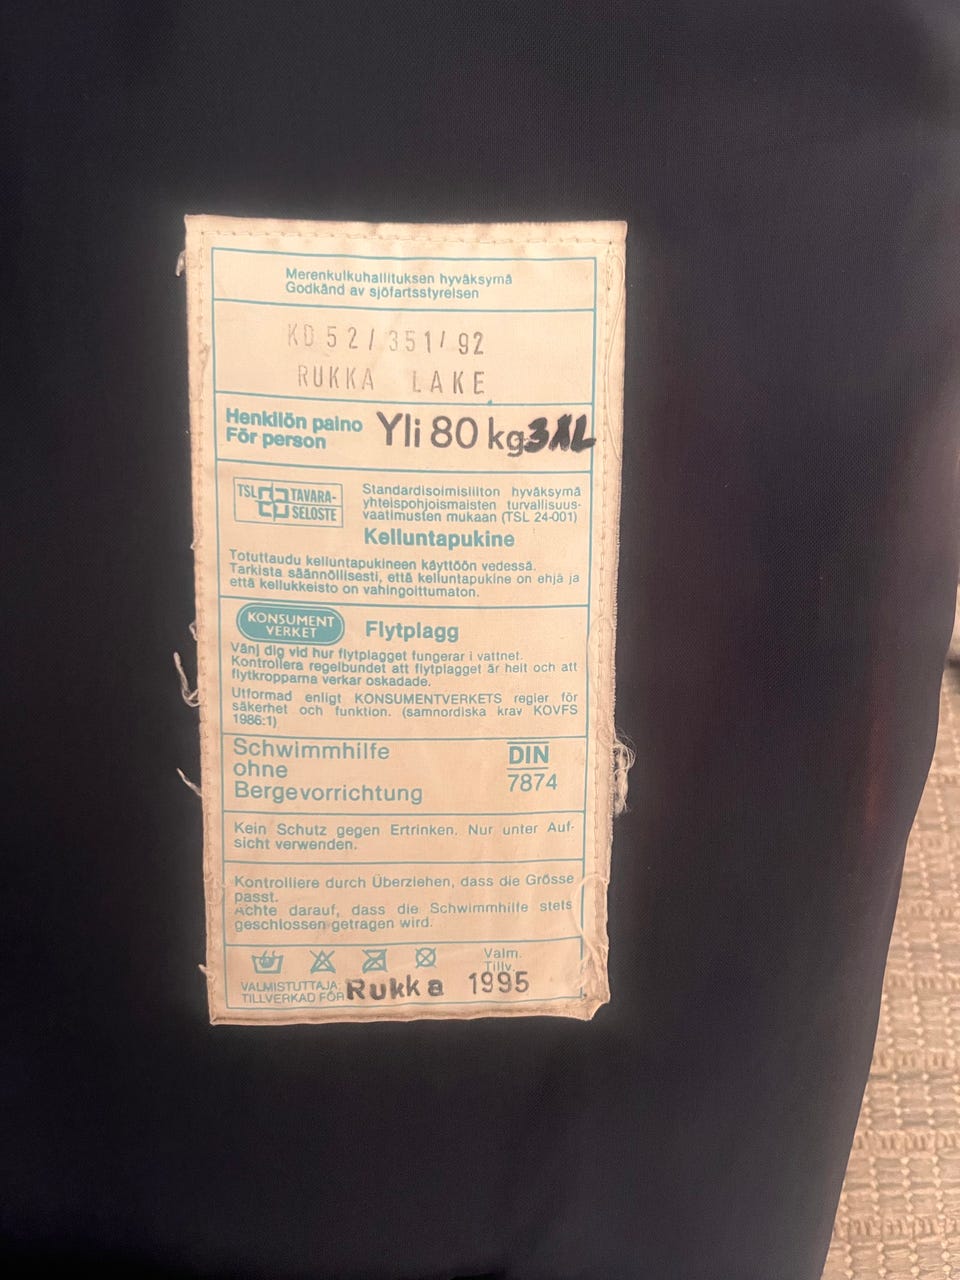 Merenkulkuhallituksen hyväksymä
Godkänd av sjöfartsstyrelsen
KD 52/351/92
RUKKA LAKE
Henkilön paino
För person
Yli 80 kg 3XL
TSL TAVARA-
SELOSTE
Standardisoimisliiton hyväksymä
yhteispohjoismaisten turvallisuus-
vaatimusten mukaan (TSL 24-001)
Kelluntapukine
Totuttaudu kelluntapukineen käyttöön vedessä.
Tarkista säännöllisesti, että kelluntapukine on ehjä ja
että kellukkeisto on vahingoittumaton.
KONSUMENT
VERKET
Flytplagg
Vänj dig vid hur flytplagget fungerar i vattnet.
Kontrollera regelbundet att flytplagget är helt och att
flytkropparna verkar oskadade.
Utformad enligt KONSUMENTVERKETS regler för
säkerhet och funktion. (samnordiska krav KOVFS
1986:1)
Schwimmhilfe
ohne
Bergevorrichtung
DIN
7874
Kein Schutz gegen Ertrinken. Nur unter Auf-
sicht verwenden.
Kontrolliere durch Überziehen, dass die Grösse
passt.
Achte darauf, dass die Schwimmhilfe stets
geschlossen getragen wird.
Valm.
Tillv.
VALMISTUTTAJA:
TILLVERKAD FÖR
Rukka 1995